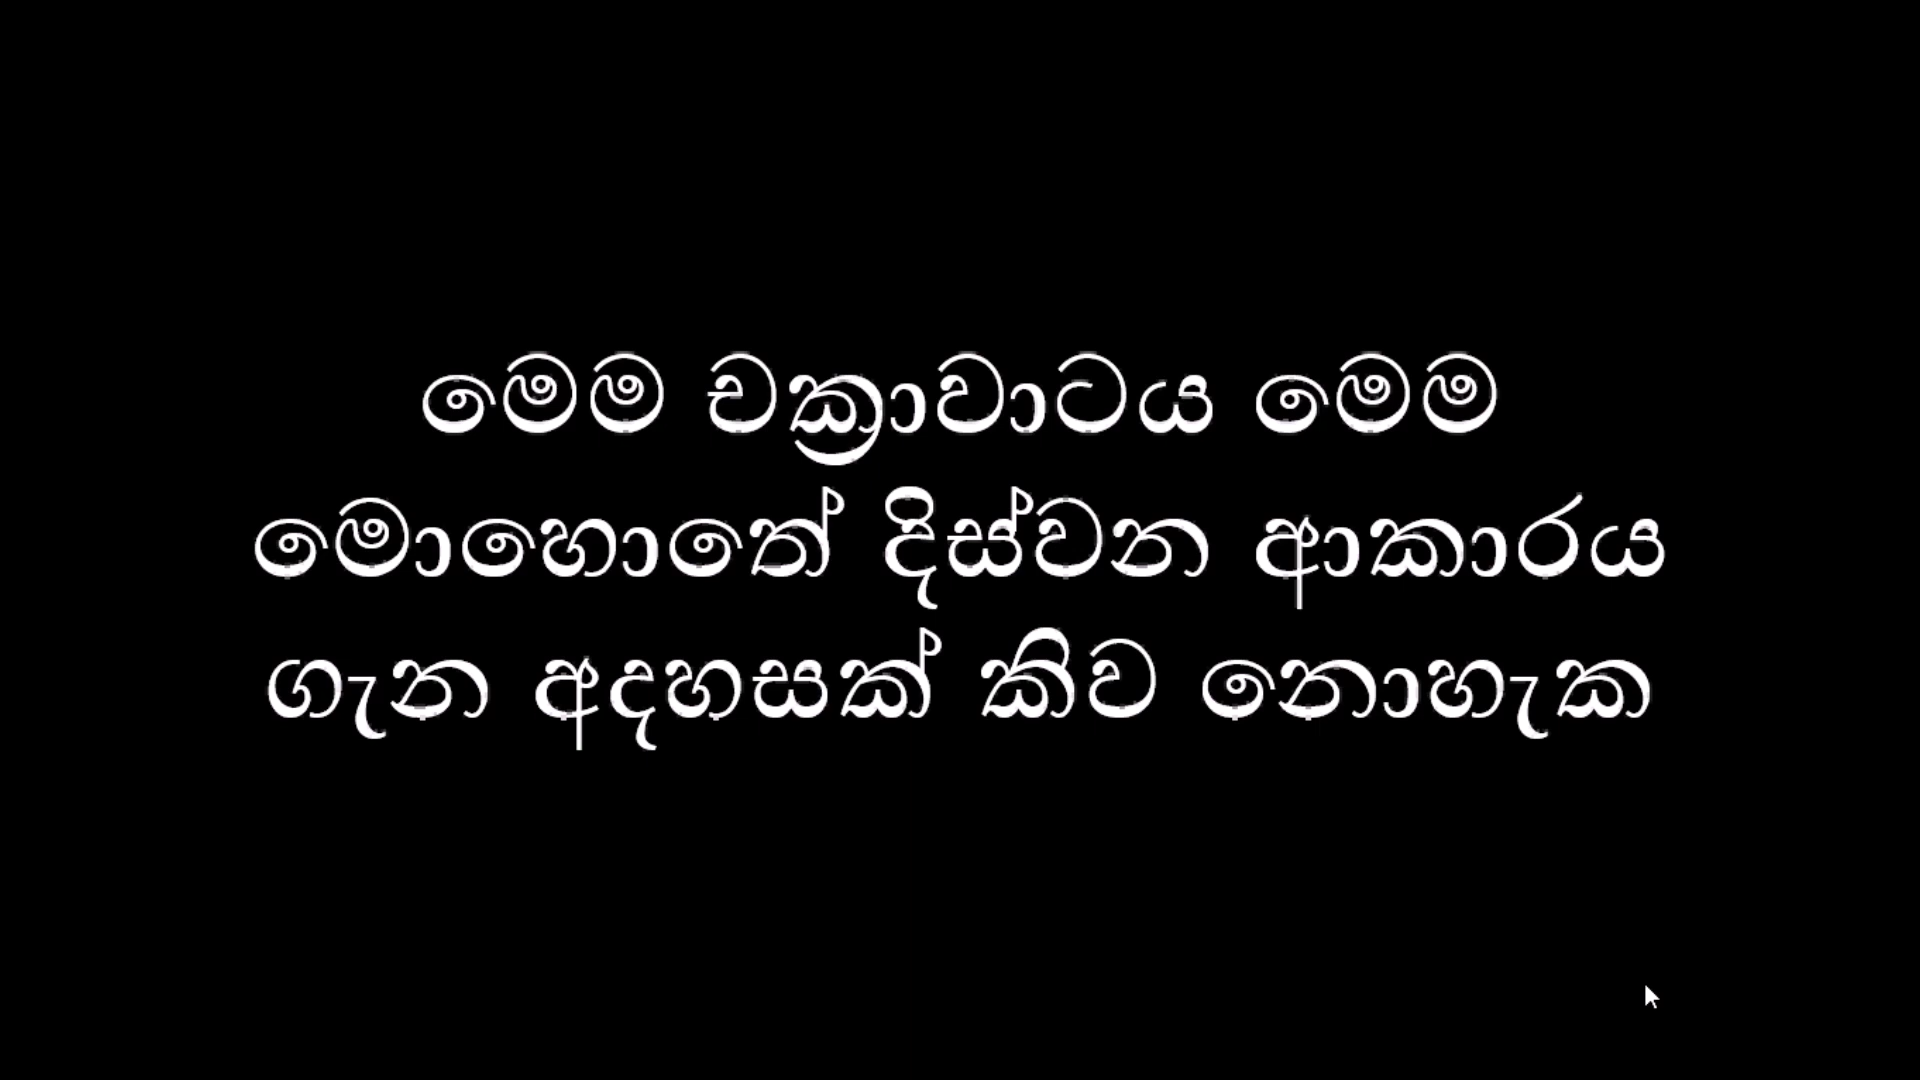 මෙම චක්‍රාවාටය මෙම
මොහොතේ දිස්වන ආකාරය
ගැන අදහසක් කිව නොහැක